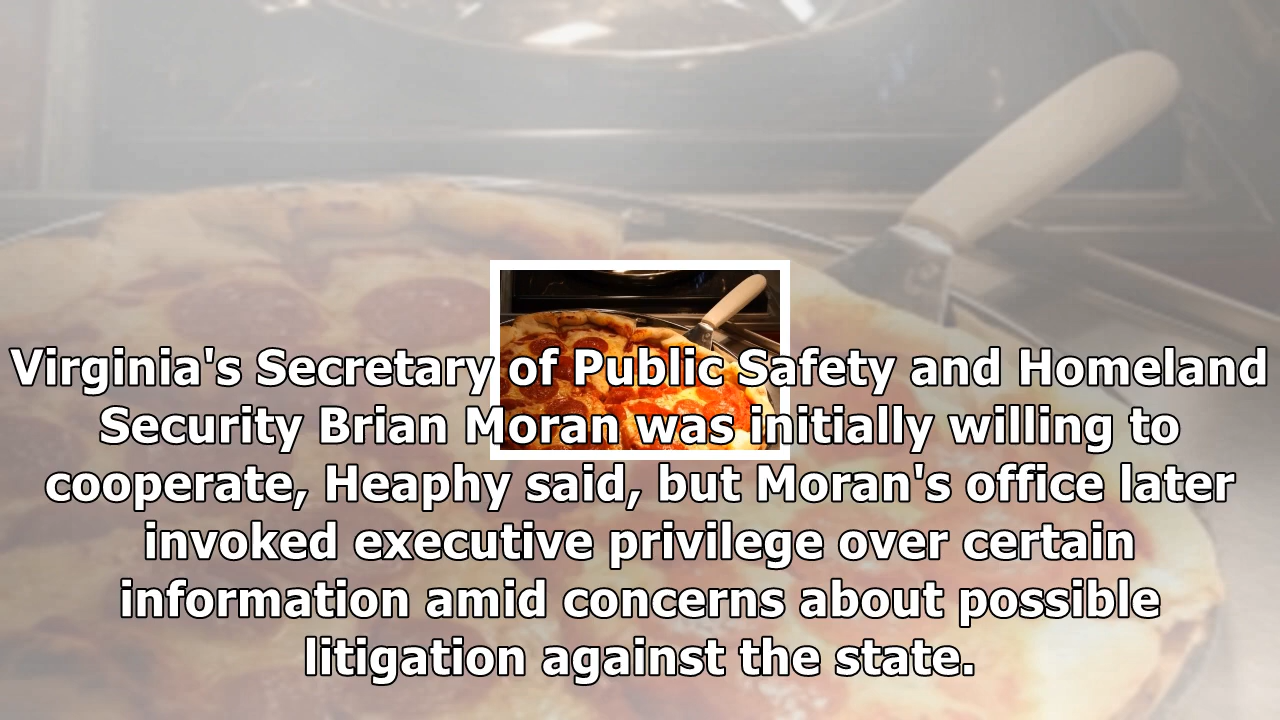 Virginia's Secretary of Public Safety and Homeland
Security Brian Moran was initially willing to
cooperate, Heaphy said, but Moran's office later
invoked executive privilege over certain
information amid concerns about possible
litigation against the state.